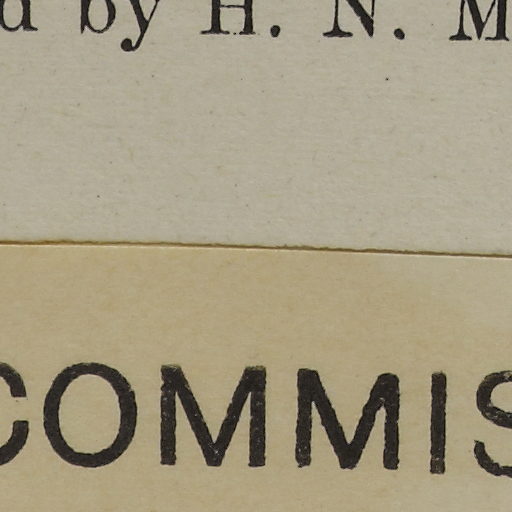 d by H. N. M
COMMIS